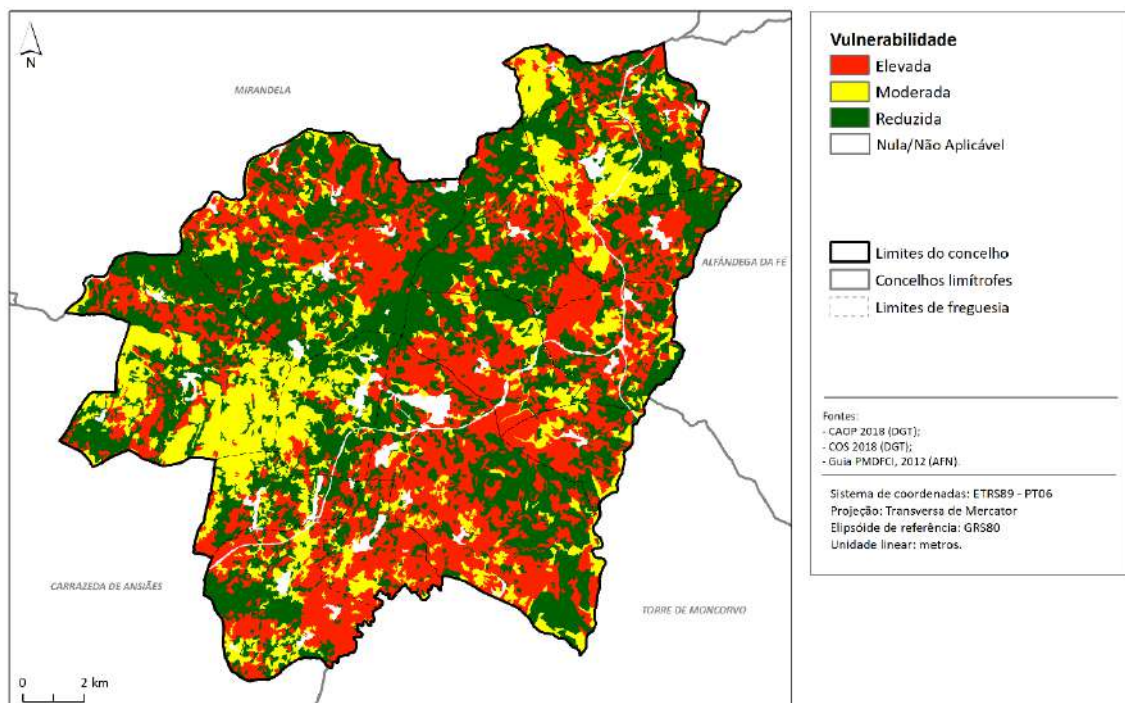 N
MIRANDELA
ALFÂNDEGA DA FÉ
CARRAZEDA DE ANSIÃES
TORRE DE MONCORVO
0 2 km
Vulnerabilidade
Elevada
Moderada
Reduzida
Nula/Não Aplicável
Limites do concelho
Concelhos limítrofes
Limites de freguesia
Fontes:
- CAOP 2018 (DGT);
- COS 2018 (DGT);
- Guia PMDFCI, 2012 (AFN).
Sistema de coordenadas: ETRS89 - PT06
Projeção: Transversa de Mercator
Elipsóide de referência: GRS80
Unidade linear: metros.